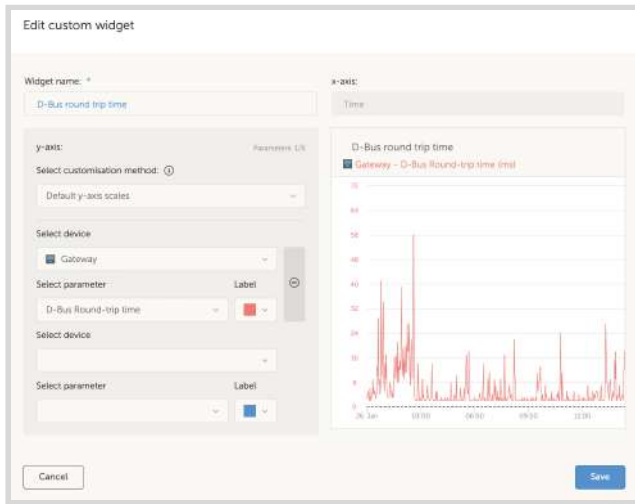 Edit custom widget
Widget name: *
D-Bus round trip time
x-axis:
Time
y-axis:
Parameters 1/5
Select customisation method:
Default y-axis scales
Select device
Gateway
Select parameter
Label
D-Bus Round-trip time
Select device
Select parameter
Label
D-Bus round trip time
Gateway - D-Bus Round-trip time (ms)
72
64
56
48
40
32
24
16
8
0
26. Jan
03:00
06:00
09:00
12:00
Cancel
Save